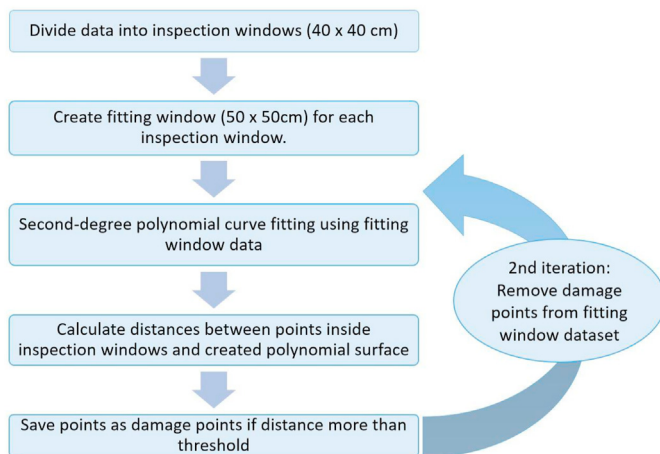 Divide data into inspection windows (40 x 40 cm)
Create fitting window (50 x 50cm) for each
inspection window.
Second-degree polynomial curve fitting using fitting
window data
2nd iteration:
Remove damage
points from fitting
window dataset
Calculate distances between points inside
inspection windows and created polynomial surface
Save points as damage points if distance more than
threshold